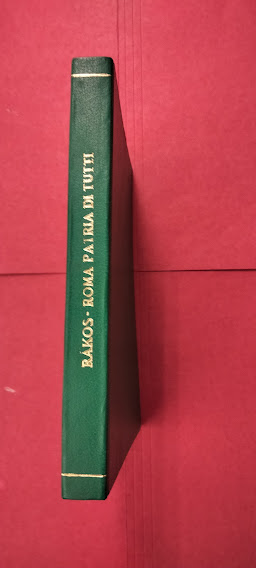 RÁKOS - ROMA PATRIA DI TUTTI